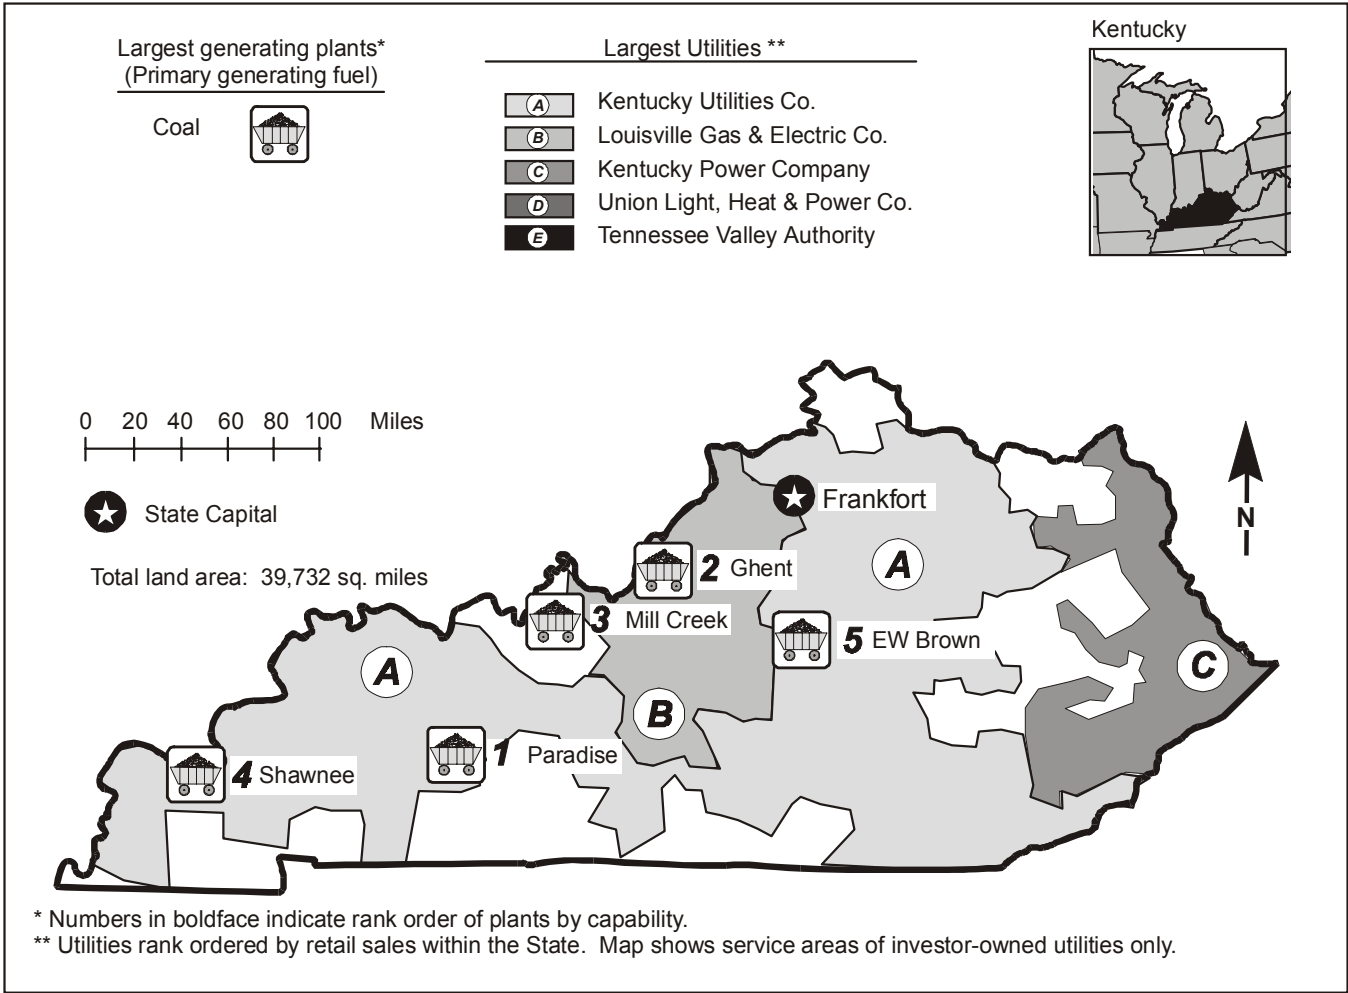 Largest generating plants*
(Primary generating fuel)
Coal
Largest Utilities **
A Kentucky Utilities Co.
B Louisville Gas & Electric Co.
C Kentucky Power Company
D Union Light, Heat & Power Co.
E Tennessee Valley Authority
Kentucky
0 20 40 60 80 100 Miles
State Capital
Total land area: 39,732 sq. miles
Frankfort
N
2 Ghent
A
3 Mill Creek
5 EW Brown
A
C
B
1 Paradise
4 Shawnee
* Numbers in boldface indicate rank order of plants by capability.
** Utilities rank ordered by retail sales within the State. Map shows service areas of investor-owned utilities only.